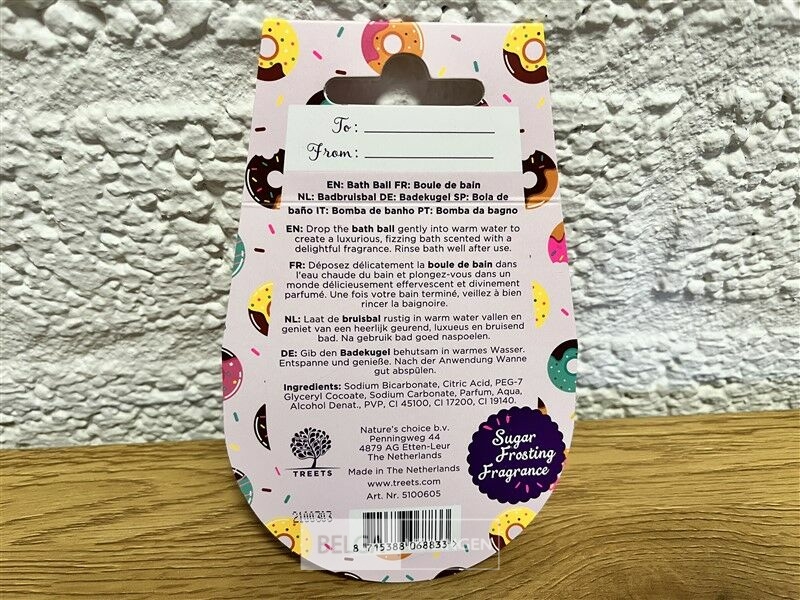 To:
From:
EN: Bath Ball FR: Boule de bain
NL: Badbruisbal DE: Badekugel SP: Bola de
baño IT: Bomba de banho PT: Bomba da bagno
EN: Drop the bath ball gently into warm water to
create a luxurious, fizzing bath scented with a
delightful fragrance. Rinse bath well after use.
FR: Déposez délicatement la boule de bain dans
l'eau chaude du bain et plongez-vous dans un
monde délicieusement effervescent et divinement
parfumé. Une fois votre bain terminé, veillez à bien
rincer la baignoire.
NL: Laat de bruisbal rustig in warm water vallen en
geniet van een heerlijk geurend, luxueus en bruisend
bad. Na gebruik bad goed naspoelen.
DE: Gib den Badekugel behutsam in warmes Wasser.
Entspanne und genieße. Nach der Anwendung Wanne
gut abspülen.
Ingredients: Sodium Bicarbonate, Citric Acid, PEG-7
Glyceryl Cocoate, Sodium Carbonate, Parfum, Aqua,
Alcohol Denat., PVP, CI 45100, CI 17200, CI 19140.
TREETS
Nature's choice b.v.
Penningweg 44
4879 AG Etten-Leur
The Netherlands
Made in The Netherlands
www.treets.com
Art. Nr. 5100605
Sugar
Frosting
Fragrance
8 715388 068833